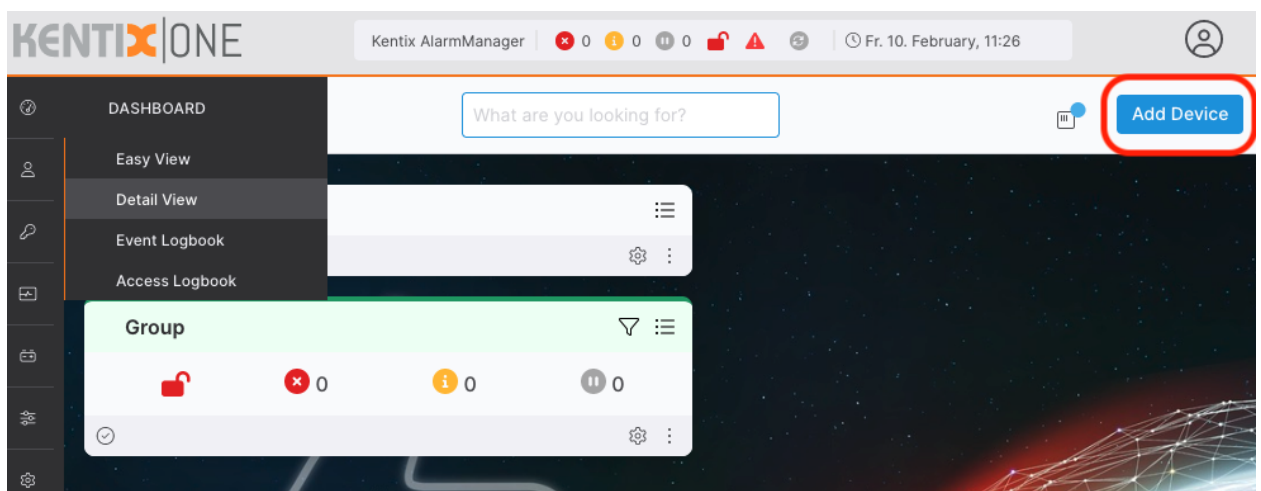 KENTIX ONE
Kentix AlarmManager 0 0 0 Fr. 10. February, 11:26
DASHBOARD
What are you looking for?
Add Device
Easy View
Detail View
Event Logbook
Access Logbook
Group
0 0 0